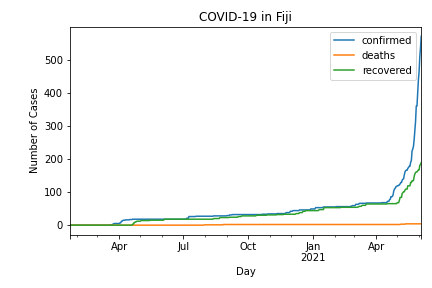 COVID-19 in Fiji
confirmed
deaths
recovered
Number of Cases
500
400
300
200
100
0
Apr
Jul
Oct
Jan
2021
Apr
Day